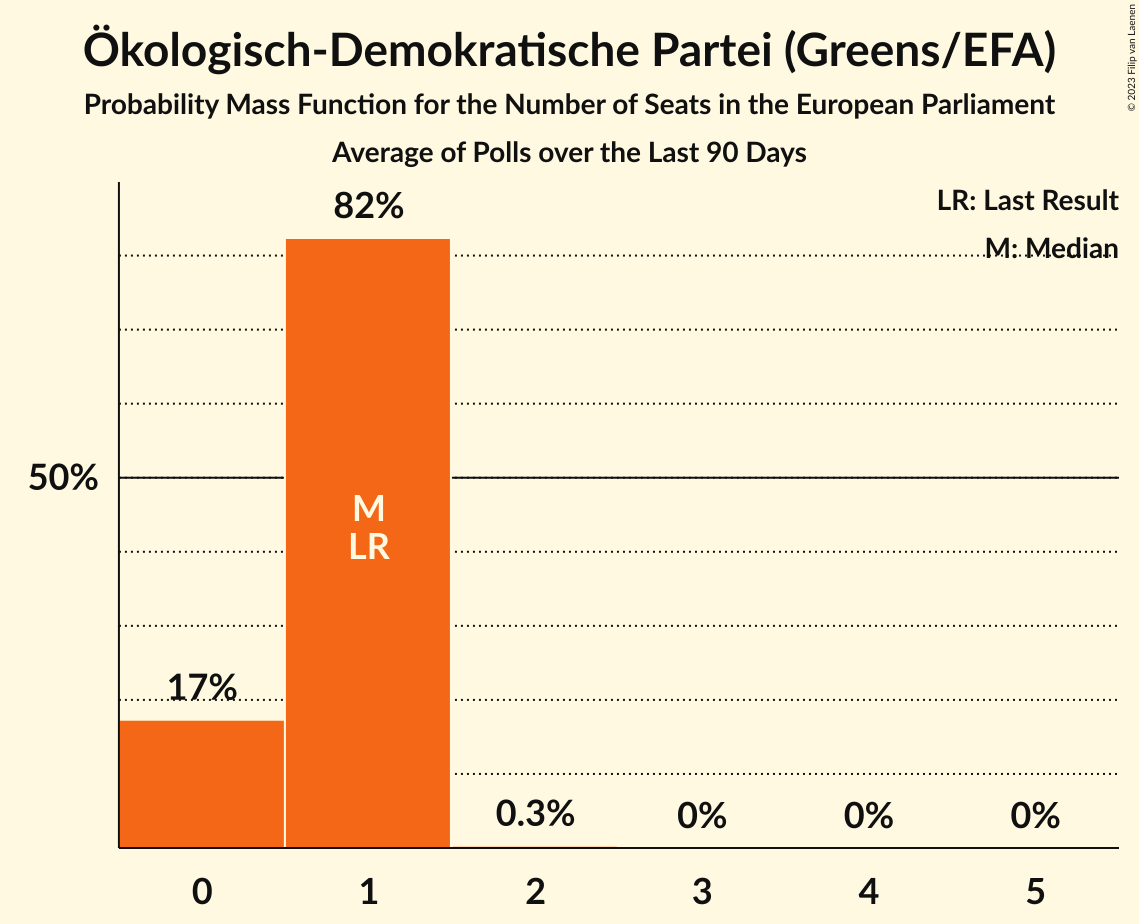 Ökologisch-Demokratische Partei (Greens/EFA)
Probability Mass Function for the Number of Seats in the European Parliament
Average of Polls over the Last 90 Days
© 2023 Filip van Laenen
LR: Last Result
M: Median
82%
50%
M
LR
17%
0.3%
0%
0%
0%
0 1 2 3 4 5